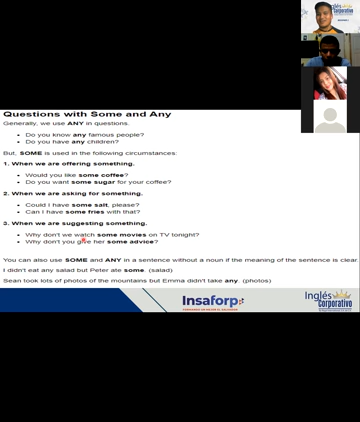 Inglés
Corporativo
Questions with Some and Any
Generally, we use ANY in questions.
• Do you know any famous people?
• Do you have any children?
But, SOME is used in the following circumstances:
1. When we are offering something.
• Would you like some coffee?
• Do you want some sugar for your coffee?
2. When we are asking for something.
• Could I have some salt, please?
• Can I have some fries with that?
3. When we are suggesting something.
• Why don't we watch some movies on TV tonight?
• Why don't you give her some advice?
You can also use SOME and ANY in a sentence without a noun if the meaning of the sentence is clear.
I didn't eat any salad but Peter ate some. (salad)
Sean took lots of photos of the mountains but Emma didn't take any. (photos)
Insaforp
Inglés
Corporativo